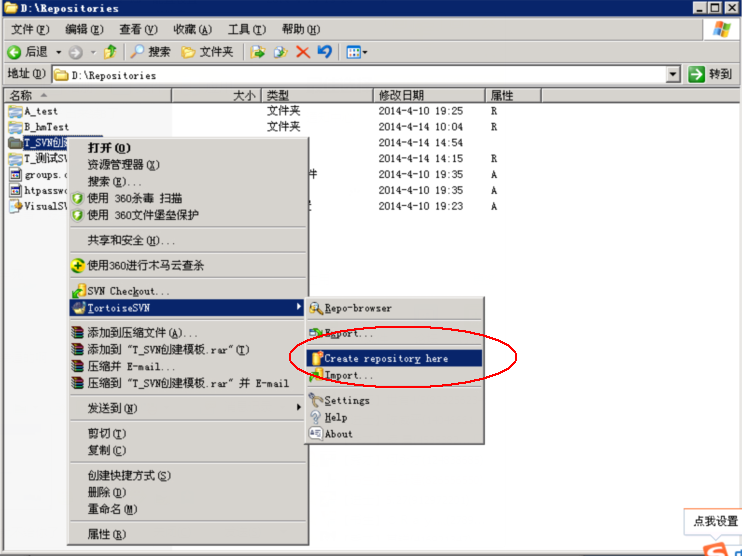 D:\Repositories
文件(F) 编辑(E) 查看(V) 收藏(A) 工具(T) 帮助(H)
后退 搜索 文件夹
地址(D) D:\Repositories 转到
名称 大小 类型 修改日期 属性
A_test 文件夹 2014-4-10 19:25 R
B_hmTest 文件夹 2014-4-14 10:04 R
T_SVN创 2014-4-14 14:54
T_测试SV 2014-4-14 14:15 R
groups. 件 2014-4-10 19:35 A
htpassw 2014-4-10 19:35 A
VisualSV 2014-4-10 19:23 A
打开(O)
资源管理器(X)
搜索(E)...
使用 360杀毒 扫描
使用 360文件堡垒保护
共享和安全(H)...
使用360进行木马云查杀
SVN Checkout...
TortoiseSVN
添加到压缩文件(A)...
添加到 "T_SVN创建模板.rar"(T)
压缩并 E-mail...
压缩到 "T_SVN创建模板.rar" 并 E-mail
发送到(N)
剪切(T)
复制(C)
创建快捷方式(S)
删除(D)
重命名(M)
属性(R)
Repo-browser
Export...
Create repository here
Import...
Settings
Help
About
点我设置